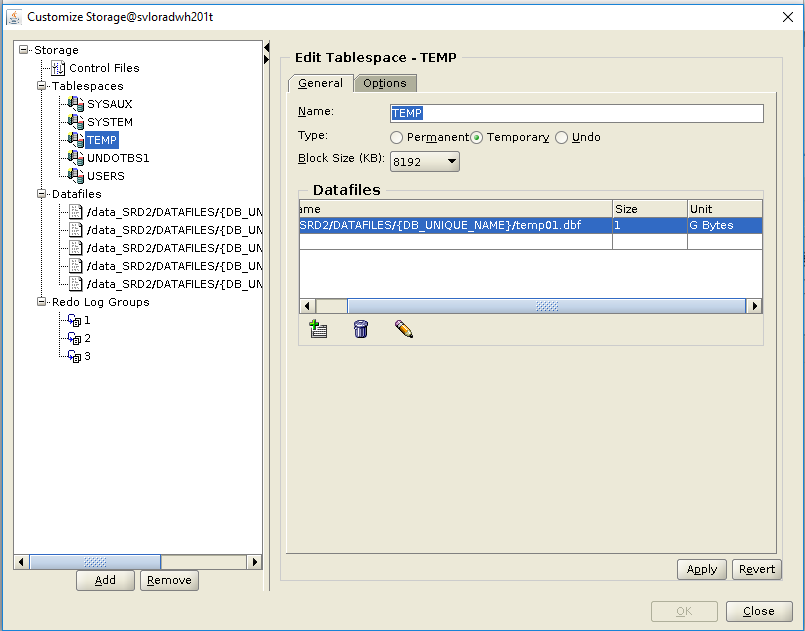 Customize Storage@svloradwh201t
Storage
Control Files
Tablespaces
SYSAUX
SYSTEM
TEMP
UNDOTBS1
USERS
Datafiles
/data_SRD2/DATAFILES/{DB_UN
/data_SRD2/DATAFILES/{DB_UN
/data_SRD2/DATAFILES/{DB_UN
/data_SRD2/DATAFILES/{DB_UN
/data_SRD2/DATAFILES/{DB_UN
Redo Log Groups
1
2
3
Add Remove
Edit Tablespace - TEMP
General Options
Name: TEMP
Type: Permanent Temporary Undo
Block Size (KB): 8192
Datafiles
ame Size Unit
SRD2/DATAFILES/{DB_UNIQUE_NAME}/temp01.dbf 1 G Bytes
Apply Revert
OK Close